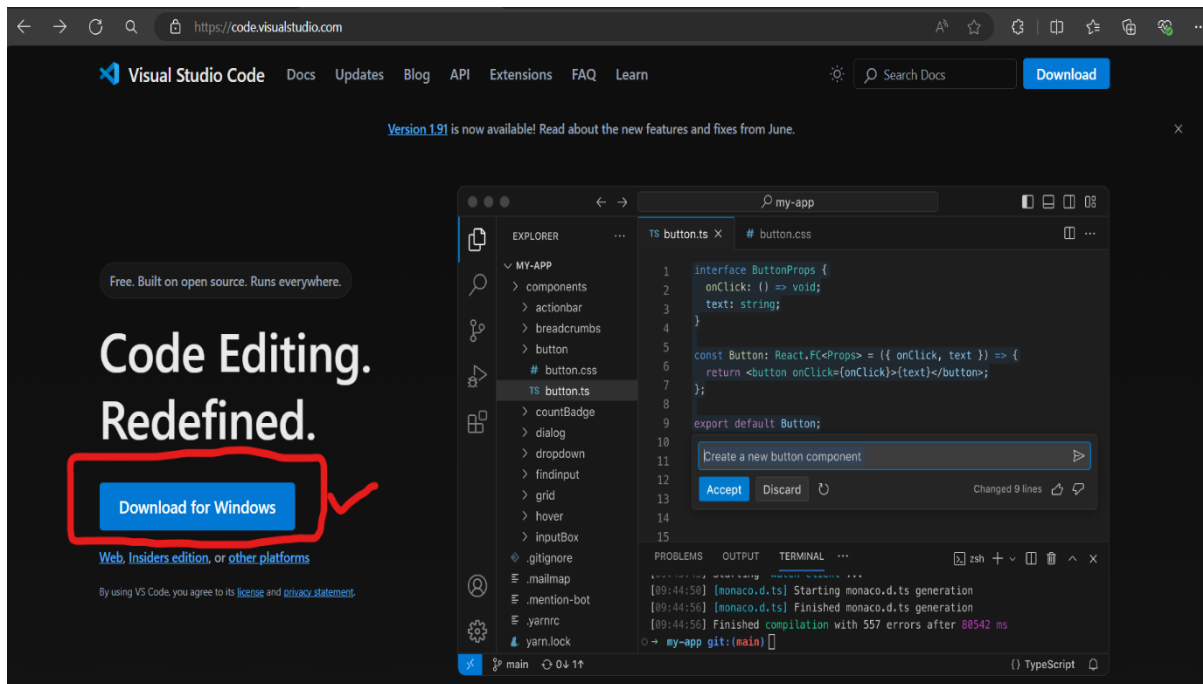 https://code.visualstudio.com
Visual Studio Code Docs Updates Blog API Extensions FAQ Learn Search Docs Download
Version 1.91 is now available! Read about the new features and fixes from June.
Free. Built on open source. Runs everywhere.
Code Editing.
Redefined.
Download for Windows
Web, Insiders edition, or other platforms
By using VS Code, you agree to its license and privacy statement.
my-app
EXPLORER
MY-APP
components
actionbar
breadcrumbs
button
# button.css
TS button.ts
countBadge
dialog
dropdown
findinput
grid
hover
inputBox
.gitignore
.mailmap
.mention-bot
.yarnrc
yarn.lock
TS button.ts # button.css
1 interface ButtonProps {
2 onClick: () => void;
3 text: string;
4 }
5
6 const Button: React.FC<Props> = ({ onClick, text }) => {
7 return <button onClick={onClick}>{text}</button>;
8 };
9 export default Button;
10
11
12
13
14
15
Create a new button component
Accept Discard Changed 9 lines
PROBLEMS OUTPUT TERMINAL ... zsh
[09:44:50] [monaco.d.ts] Starting monaco.d.ts generation
[09:44:56] [monaco.d.ts] Finished monaco.d.ts generation
[09:44:56] Finished compilation with 557 errors after 80542 ms
my-app git:(main)
main 0↓ 1↑ {} TypeScript